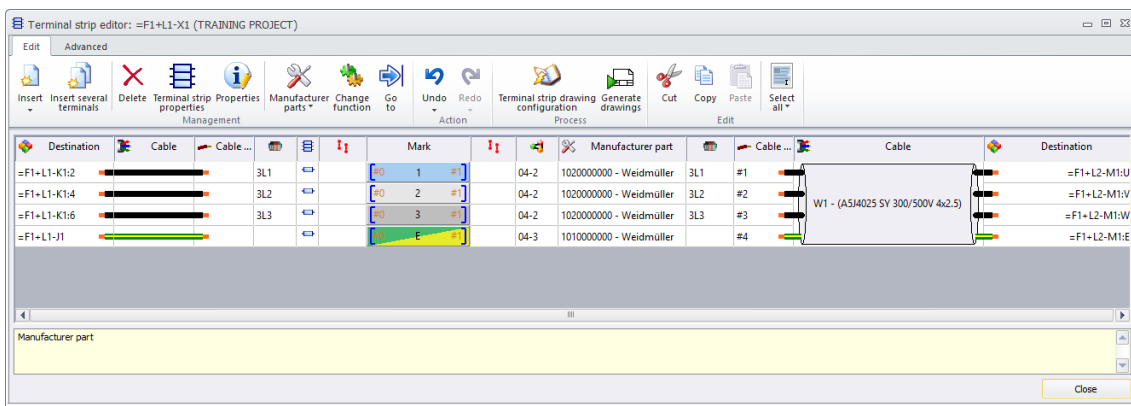 Terminal strip editor: =F1+L1-X1 (TRAINING PROJECT)
Edit Advanced
Insert Insert several terminals Delete Terminal strip properties Properties Manufacturer parts Change function Go to Undo Redo Terminal strip drawing configuration Generate drawings Cut Copy Paste Select all
Management Action Process Edit
Destination Cable Cable ... Mark Manufacturer part Cable ... Cable Destination
=F1+L1-K1:2 3L1 #0 1 #1 04-2 1020000000 - Weidmüller 3L1 #1 =F1+L2-M1:U
=F1+L1-K1:4 3L2 #0 2 #1 04-2 1020000000 - Weidmüller 3L2 #2 W1 - (A5J4025 SY 300/500V 4x2.5) =F1+L2-M1:V
=F1+L1-K1:6 3L3 #0 3 #1 04-2 1020000000 - Weidmüller 3L3 #3 =F1+L2-M1:W
=F1+L1-J1 #0 E #1 04-3 1010000000 - Weidmüller #4 =F1+L2-M1:E
Manufacturer part
Close